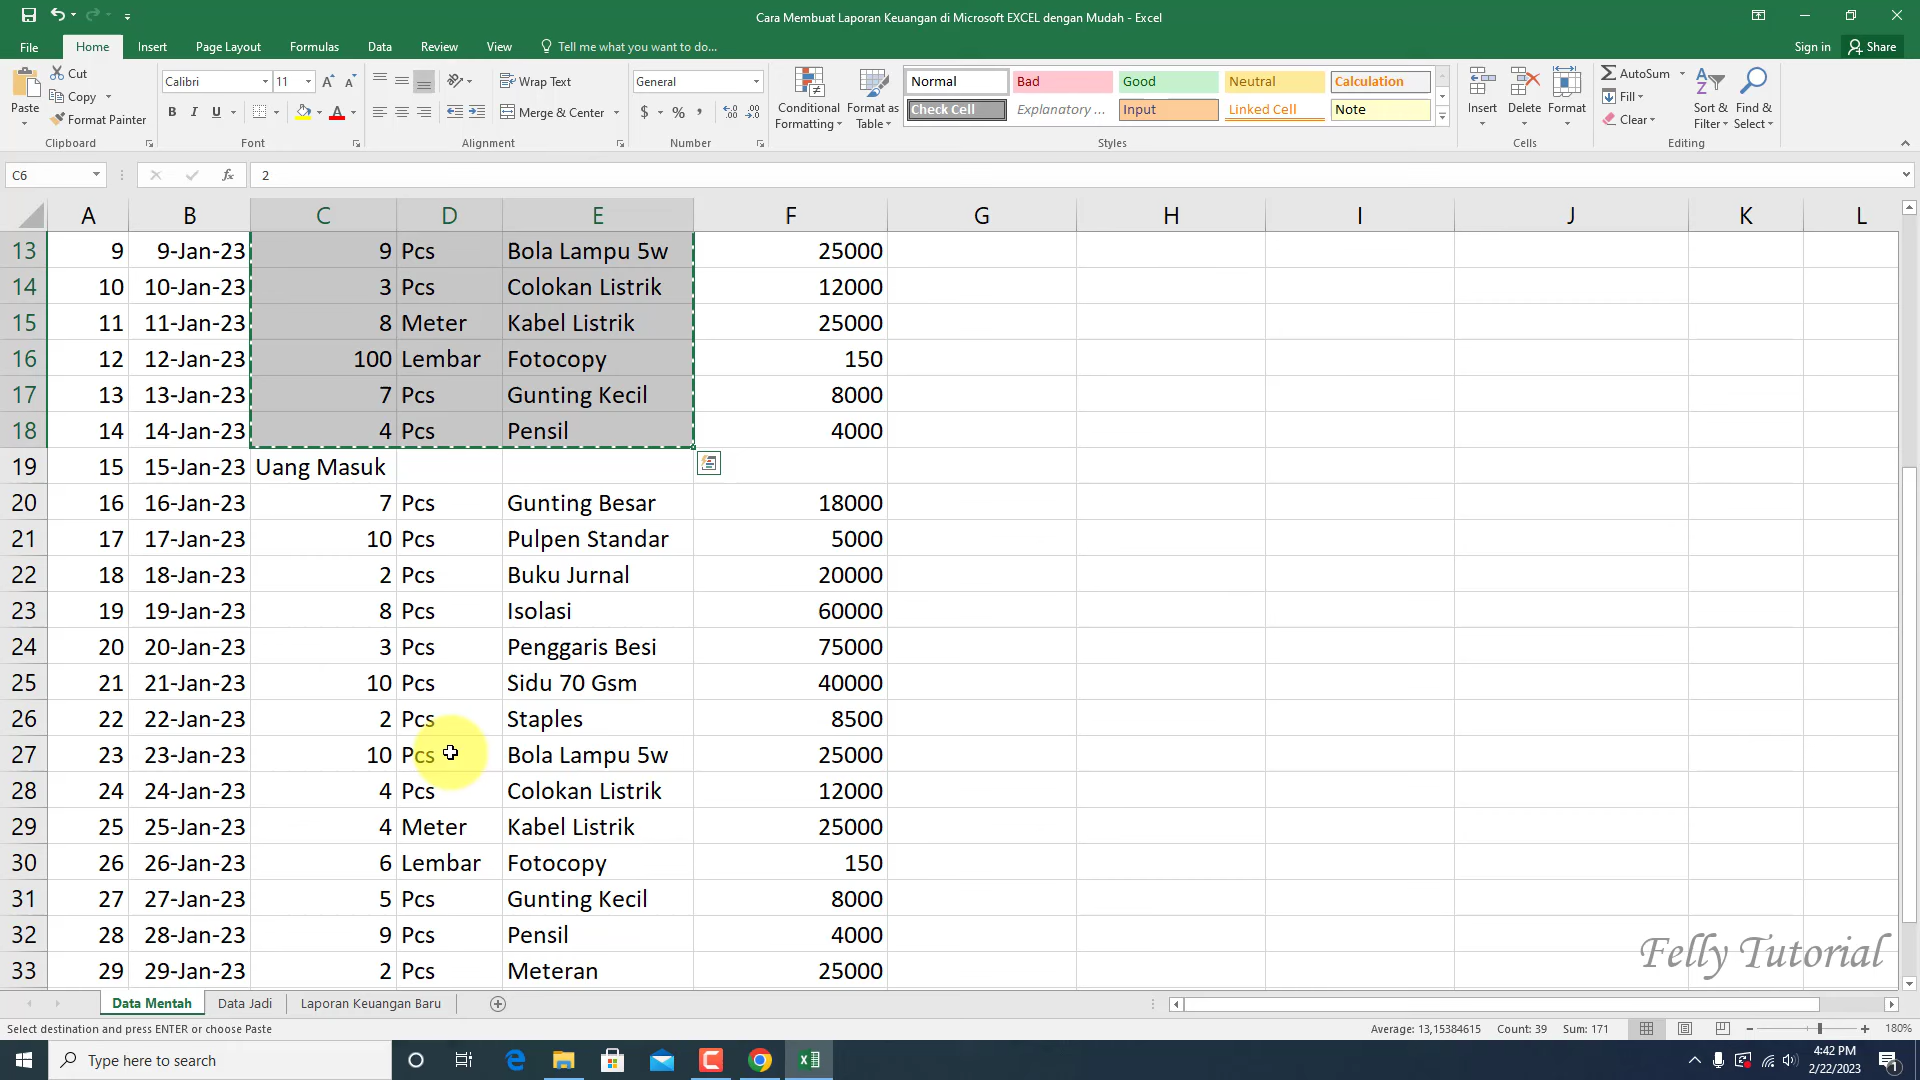 Cara Membuat Laporan Keuangan di Microsoft EXCEL dengan Mudah - Excel
File Home Insert Page Layout Formulas Data Review View Tell me what you want to do... Sign in Share
Cut
Copy
Format Painter
Paste
Clipboard
Calibri 11
B I U
Font
Wrap Text
Merge & Center
Alignment
General
$ % ,
Number
Conditional Formatting
Format as Table
Normal Bad Good Neutral Calculation
Check Cell Explanatory ... Input Linked Cell Note
Styles
Insert Delete Format
Cells
AutoSum
Fill
Clear
Sort & Filter
Find & Select
Editing
C6 fx 2
A B C D E F G H I J K L
13 9 9-Jan-23 9 Pcs Bola Lampu 5w 25000
14 10 10-Jan-23 3 Pcs Colokan Listrik 12000
15 11 11-Jan-23 8 Meter Kabel Listrik 25000
16 12 12-Jan-23 100 Lembar Fotocopy 150
17 13 13-Jan-23 7 Pcs Gunting Kecil 8000
18 14 14-Jan-23 4 Pcs Pensil 4000
19 15 15-Jan-23 Uang Masuk
20 16 16-Jan-23 7 Pcs Gunting Besar 18000
21 17 17-Jan-23 10 Pcs Pulpen Standar 5000
22 18 18-Jan-23 2 Pcs Buku Jurnal 20000
23 19 19-Jan-23 8 Pcs Isolasi 60000
24 20 20-Jan-23 3 Pcs Penggaris Besi 75000
25 21 21-Jan-23 10 Pcs Sidu 70 Gsm 40000
26 22 22-Jan-23 2 Pcs Staples 8500
27 23 23-Jan-23 10 Pcs Bola Lampu 5w 25000
28 24 24-Jan-23 4 Pcs Colokan Listrik 12000
29 25 25-Jan-23 4 Meter Kabel Listrik 25000
30 26 26-Jan-23 6 Lembar Fotocopy 150
31 27 27-Jan-23 5 Pcs Gunting Kecil 8000
32 28 28-Jan-23 9 Pcs Pensil 4000
33 29 29-Jan-23 2 Pcs Meteran 25000
Felly Tutorial
Data Mentah Data Jadi Laporan Keuangan Baru
Select destination and press ENTER or choose Paste Average: 13,15384615 Count: 39 Sum: 171 180%
Type here to search
4:42 PM
2/22/2023
1